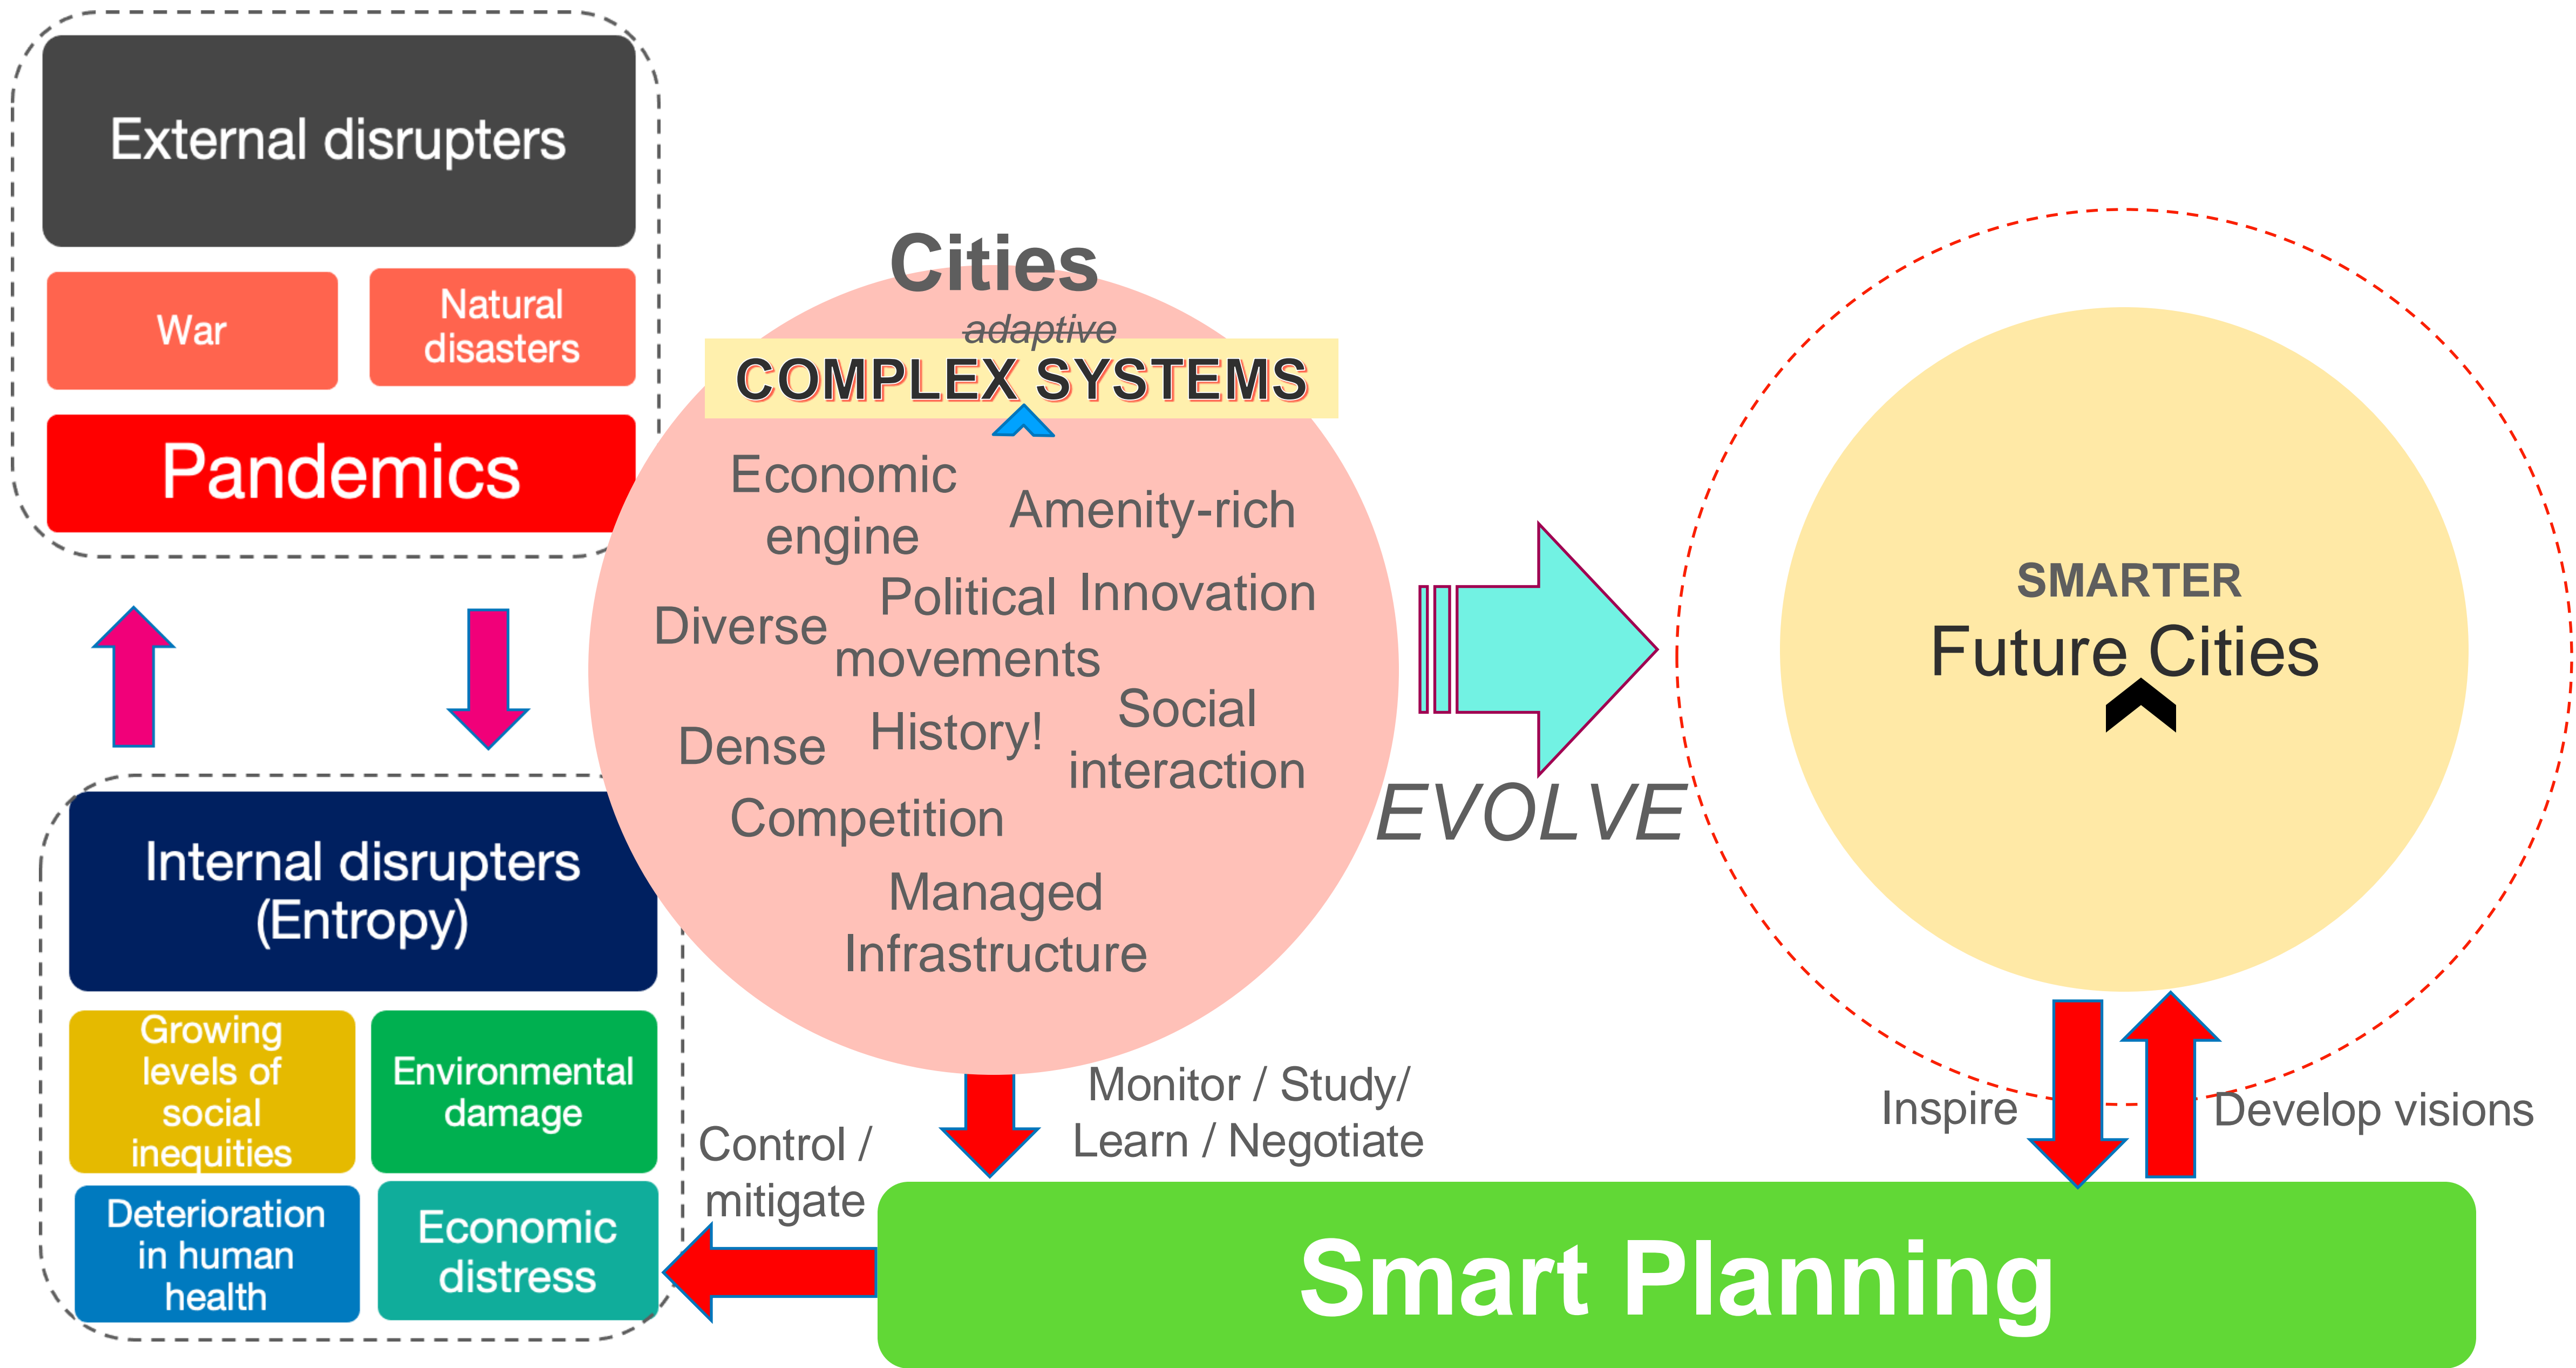 External disrupters
War
Natural
disasters
Pandemics
Internal disrupters
(Entropy)
Growing
levels of
social
inequities
Environmental
damage
Deterioration
in human
health
Economic
distress
Cities
adaptive
COMPLEX SYSTEMS
Economic
engine
Amenity-rich
Political
movements
Innovation
Diverse
Social
interaction
History!
Dense
Competition
Managed
Infrastructure
EVOLVE
SMARTER
Future Cities
Control /
mitigate
Monitor / Study/
Learn / Negotiate
Inspire
Develop visions
Smart Planning